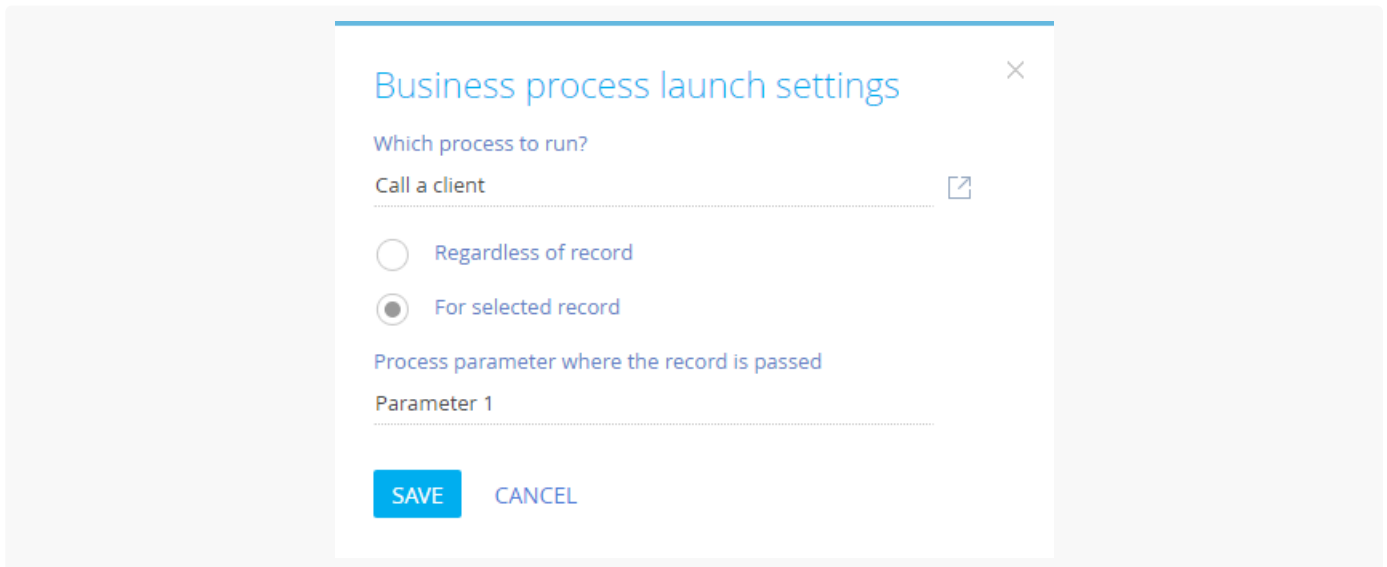 Business process launch settings
Which process to run?
Call a client
Regardless of record
For selected record
Process parameter where the record is passed
Parameter 1
SAVE CANCEL